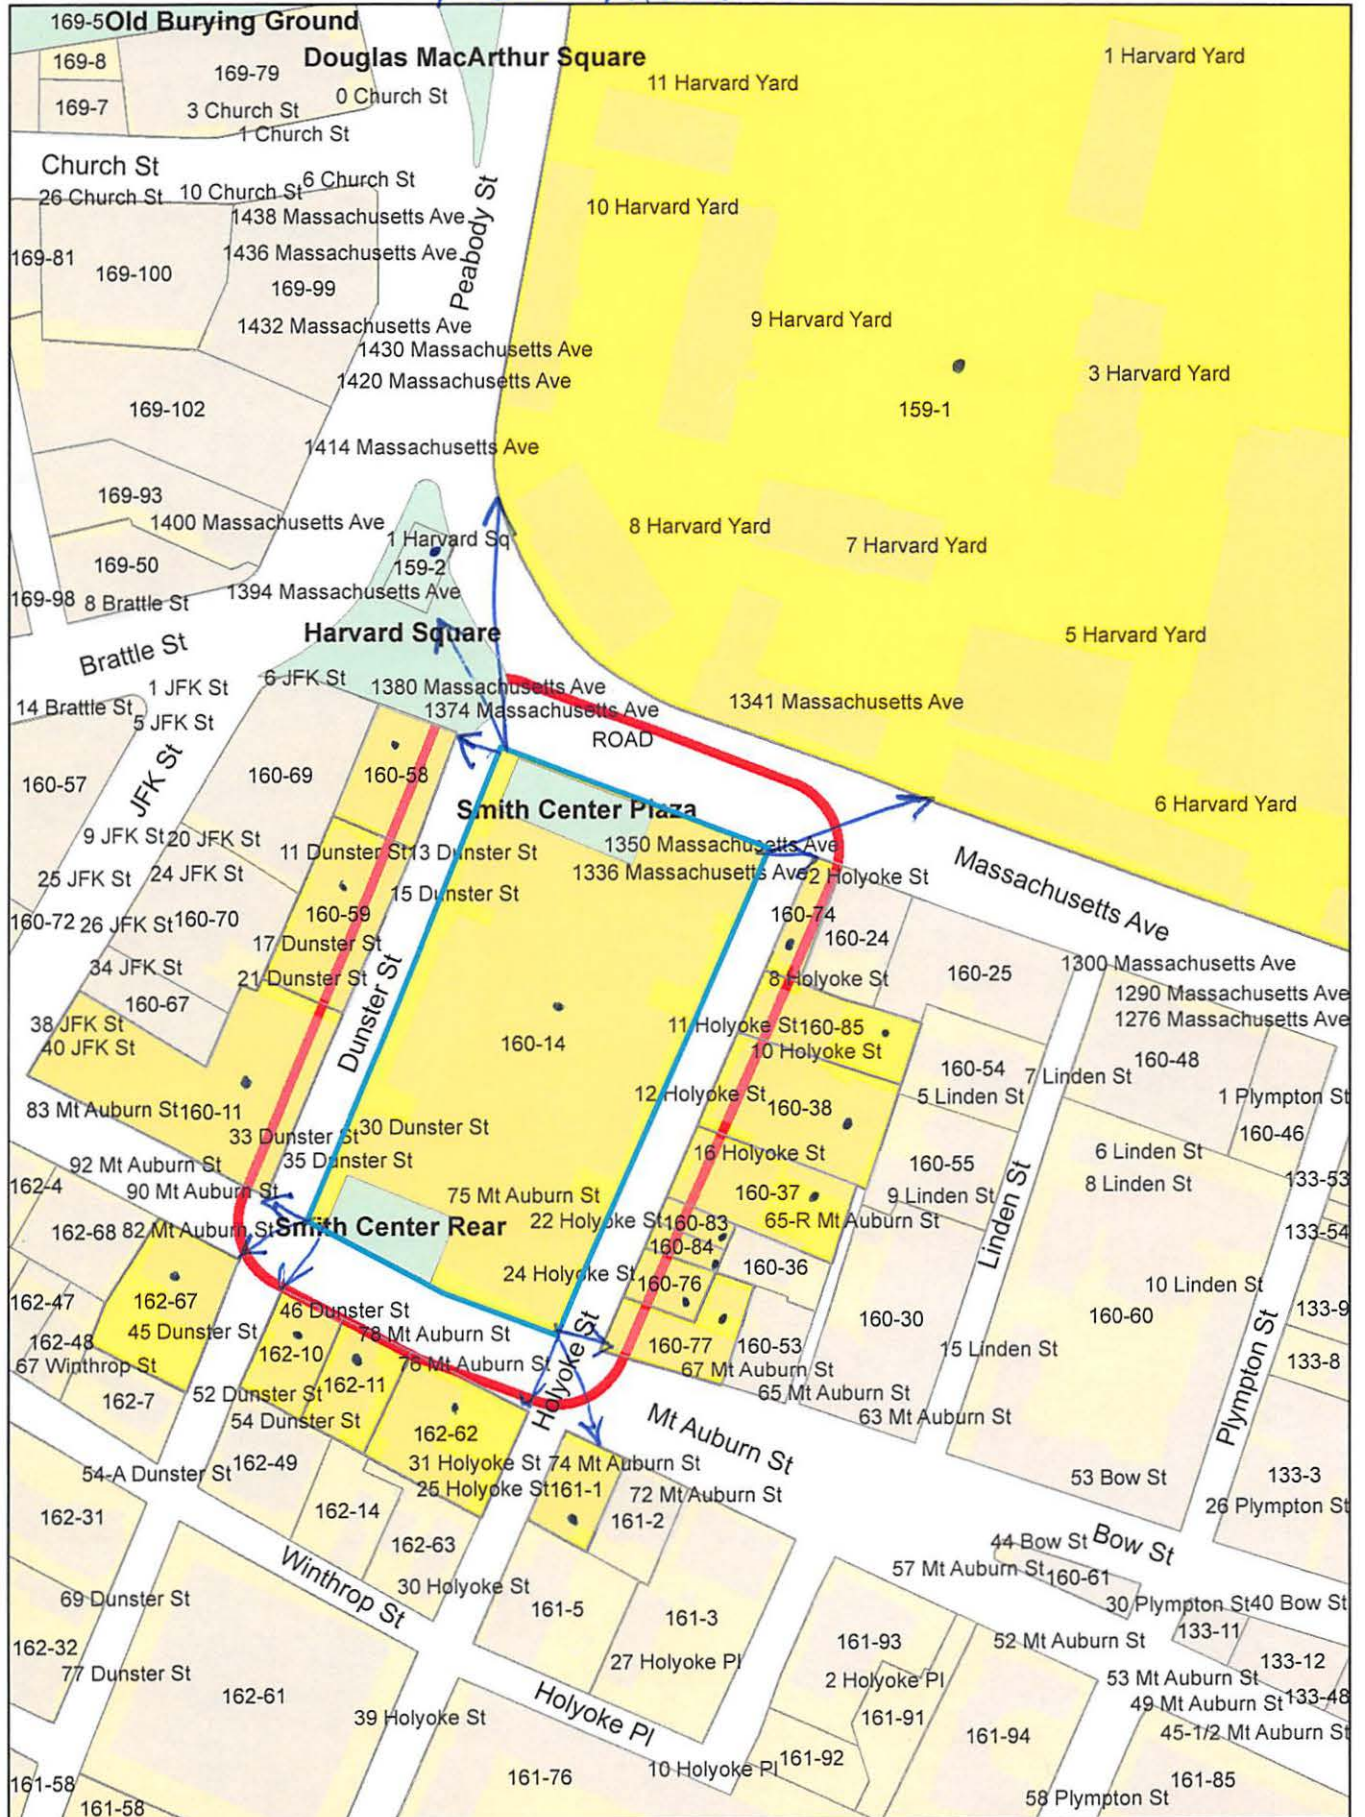 169-5 Old Burying Ground
Douglas MacArthur Square
1 Harvard Yard
169-8
169-79
11 Harvard Yard
169-7
3 Church St
0 Church St
1 Church St
Church St
6 Church St
26 Church St
10 Church St
1438 Massachusetts Ave
Peabody St
10 Harvard Yard
169-81
169-100
1436 Massachusetts Ave
169-99
1432 Massachusetts Ave
9 Harvard Yard
1430 Massachusetts Ave
1420 Massachusetts Ave
3 Harvard Yard
169-102
159-1
1414 Massachusetts Ave
169-93
1400 Massachusetts Ave
8 Harvard Yard
1 Harvard Sq
7 Harvard Yard
169-50
159-2
169-98
8 Brattle St
1394 Massachusetts Ave
Harvard Square
5 Harvard Yard
Brattle St
6 JFK St
1 JFK St
1380 Massachusetts Ave
14 Brattle St
1374 Massachusetts Ave
1341 Massachusetts Ave
5 JFK St
ROAD
JFK St
160-57
160-69
160-58
Smith Center Plaza
6 Harvard Yard
9 JFK St
20 JFK St
11 Dunster St
13 Dunster St
1350 Massachusetts Ave
Massachusetts Ave
25 JFK St
24 JFK St
15 Dunster St
1336 Massachusetts Ave
2 Holyoke St
160-72
26 JFK St
160-70
160-59
160-74
160-24
17 Dunster St
34 JFK St
21 Dunster St
8 Holyoke St
160-25
1300 Massachusetts Ave
160-67
1290 Massachusetts Ave
38 JFK St
Dunster St
11 Holyoke St
160-85
1276 Massachusetts Ave
40 JFK St
160-14
10 Holyoke St
160-54
7 Linden St
160-48
83 Mt Auburn St
160-11
12 Holyoke St
160-38
5 Linden St
1 Plympton St
33 Dunster St
30 Dunster St
160-46
92 Mt Auburn St
35 Dunster St
16 Holyoke St
160-55
6 Linden St
162-4
90 Mt Auburn St
75 Mt Auburn St
160-37
9 Linden St
8 Linden St
133-53
162-68
82 Mt Auburn St
Smith Center Rear
22 Holyoke St
160-83
65-R Mt Auburn St
Linden St
133-54
160-84
160-36
162-47
162-67
24 Holyoke St
160-76
10 Linden St
46 Dunster St
160-30
160-60
133-9
162-48
45 Dunster St
78 Mt Auburn St
Holyoke St
160-77
160-53
15 Linden St
Plympton St
67 Winthrop St
162-10
76 Mt Auburn St
67 Mt Auburn St
133-8
162-7
52 Dunster St
162-11
65 Mt Auburn St
54 Dunster St
162-62
Mt Auburn St
63 Mt Auburn St
54-A Dunster St
162-49
31 Holyoke St
74 Mt Auburn St
53 Bow St
133-3
25 Holyoke St
161-1
72 Mt Auburn St
26 Plympton St
162-31
162-14
161-2
162-63
44 Bow St
Bow St
Winthrop St
57 Mt Auburn St
160-61
69 Dunster St
30 Holyoke St
161-5
161-3
30 Plympton St
40 Bow St
133-11
162-32
161-93
52 Mt Auburn St
77 Dunster St
27 Holyoke Pl
133-12
162-61
Holyoke Pl
2 Holyoke Pl
53 Mt Auburn St
39 Holyoke St
161-91
49 Mt Auburn St
133-48
161-94
45-1/2 Mt Auburn St
161-58
161-76
10 Holyoke Pl
161-92
161-85
161-58
58 Plympton St